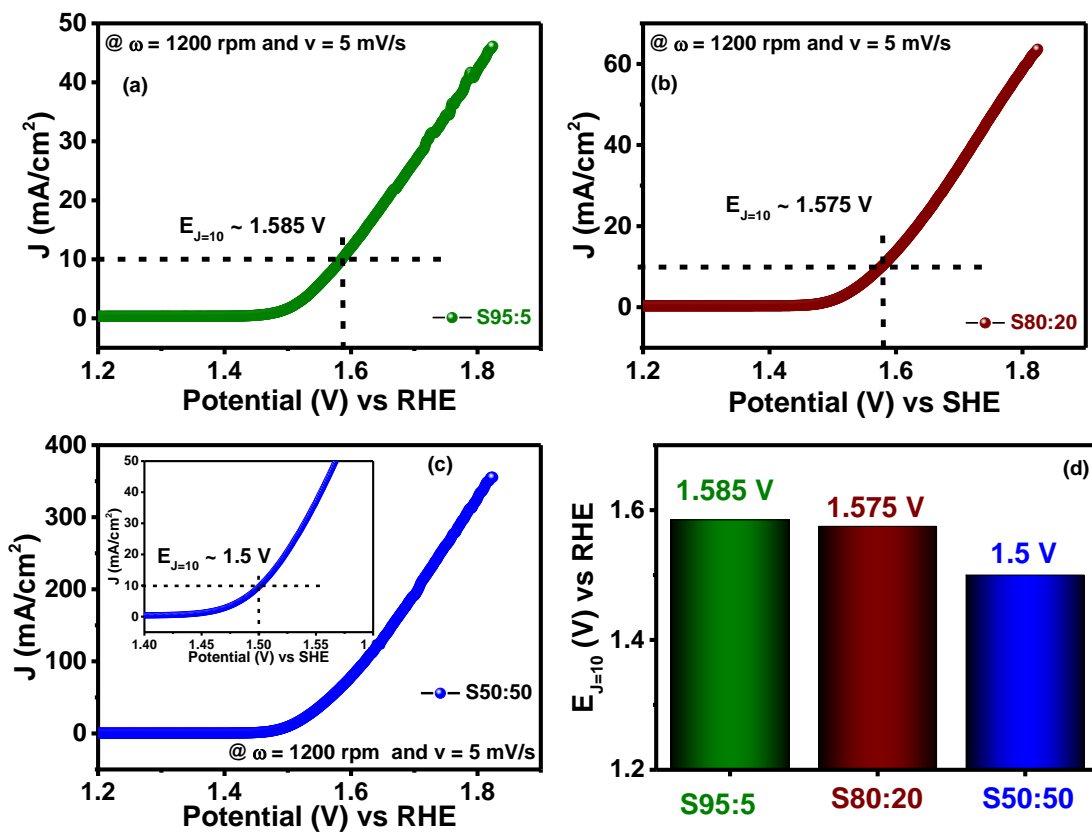 @ ω = 1200 rpm and v = 5 mV/s
(a)
E_J=10 ~ 1.585 V
S95:5
50
40
30
20
10
0
1.2
1.4
1.6
1.8
J (mA/cm²)
Potential (V) vs RHE
@ ω = 1200 rpm and v = 5 mV/s
(b)
E_J=10 ~ 1.575 V
S80:20
60
40
20
0
1.2
1.4
1.6
1.8
J (mA/cm²)
Potential (V) vs SHE
(c)
400
300
200
100
0
1.2
1.4
1.6
1.8
J (mA/cm²)
Potential (V) vs RHE
50
40
30
20
10
0
1.40
1.45
1.50
1.55
1
J (mA/cm²)
Potential (V) vs SHE
E_J=10 ~ 1.5 V
S50:50
@ ω = 1200 rpm and v = 5 mV/s
(d)
1.585 V
1.575 V
1.5 V
1.6
1.4
1.2
E_J=10 (V) vs RHE
S95:5
S80:20
S50:50